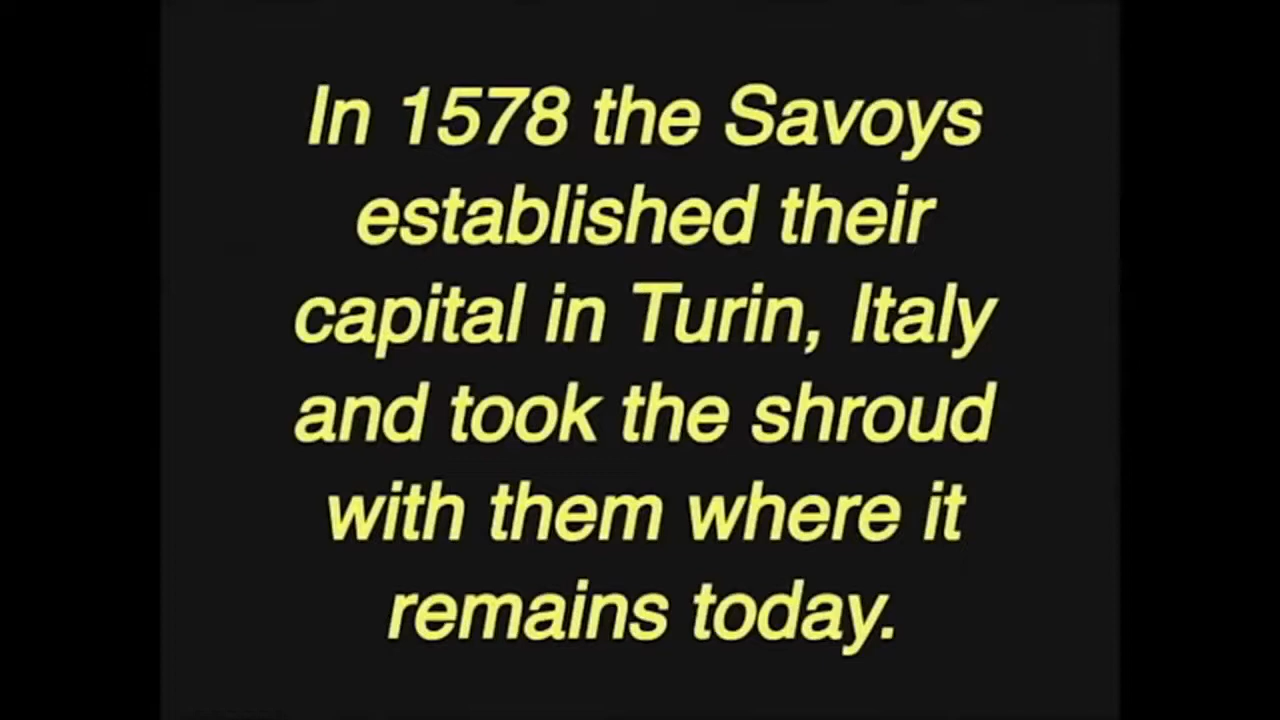 In 1578 the Savoys
established their
capital in Turin, Italy
and took the shroud
with them where it
remains today.